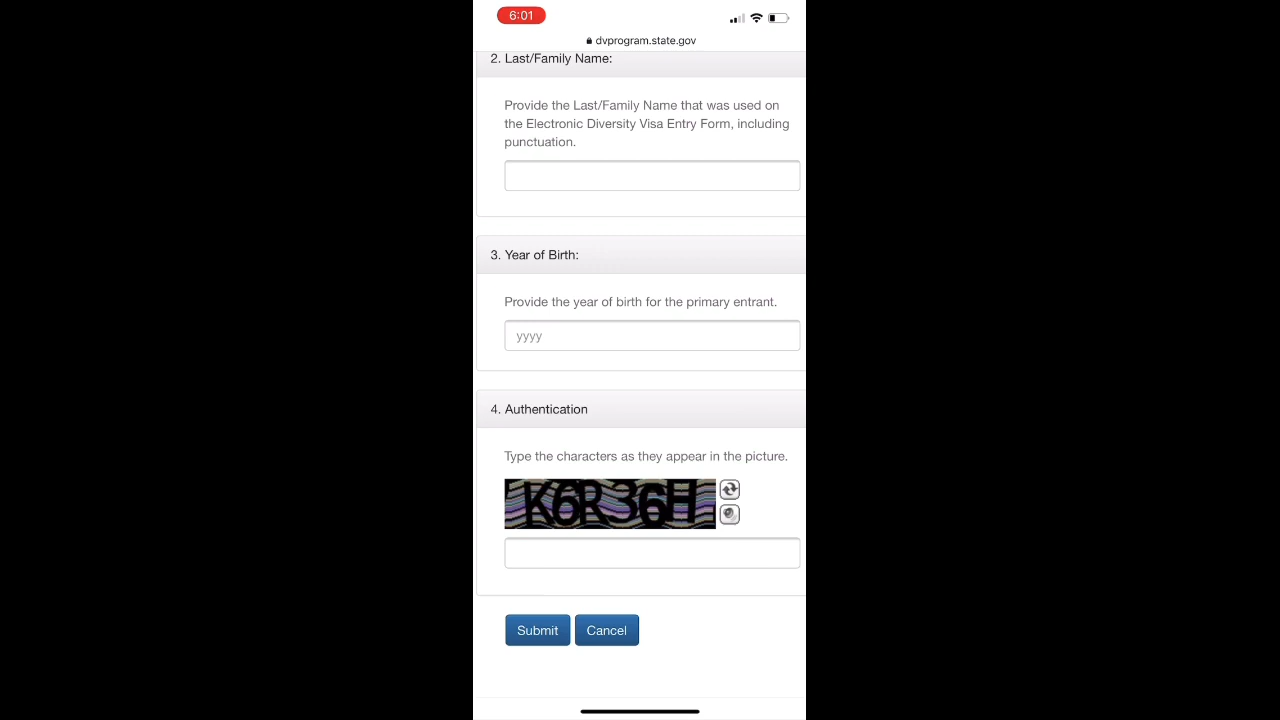 6:01
dvprogram.state.gov
2. Last/Family Name:
Provide the Last/Family Name that was used on
the Electronic Diversity Visa Entry Form, including
punctuation.
3. Year of Birth:
Provide the year of birth for the primary entrant.
yyyy
4. Authentication
Type the characters as they appear in the picture.
K6R36H
Submit Cancel